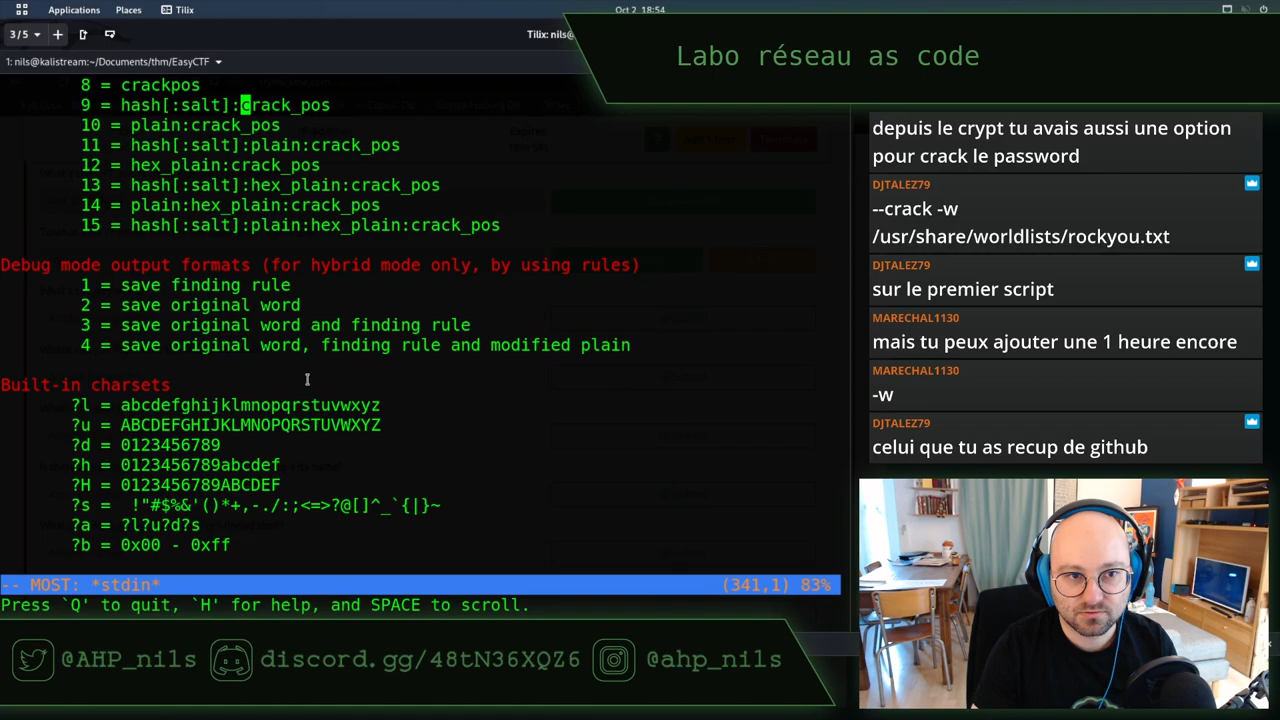 Applications Places Tilix
Oct 2 18:54
3/5
Tilix: nils@
1: nils@kalistream:~/Documents/thm/EasyCTF
Labo réseau as code
8 = crackpos
9 = hash[:salt]:crack_pos
10 = plain:crack_pos
11 = hash[:salt]:plain:crack_pos
12 = hex_plain:crack_pos
13 = hash[:salt]:hex_plain:crack_pos
14 = plain:hex_plain:crack_pos
15 = hash[:salt]:plain:hex_plain:crack_pos
Debug mode output formats (for hybrid mode only, by using rules)
1 = save finding rule
2 = save original word
3 = save original word and finding rule
4 = save original word, finding rule and modified plain
Built-in charsets
?l = abcdefghijklmnopqrstuvwxyz
?u = ABCDEFGHIJKLMNOPQRSTUVWXYZ
?d = 0123456789
?h = 0123456789abcdef
?H = 0123456789ABCDEF
?s =  !"#$%&'()*+,-./:;<=>?@[]^_`{|}~
?a = ?l?u?d?s
?b = 0x00 - 0xff
-- MOST: *stdin* (341,1) 83%
Press `Q' to quit, `H' for help, and SPACE to scroll.
depuis le crypt tu avais aussi une option
pour crack le password
DJTALEZ79
--crack -w
/usr/share/worldlists/rockyou.txt
DJTALEZ79
sur le premier script
MARECHAL1130
mais tu peux ajouter une 1 heure encore
MARECHAL1130
-w
DJTALEZ79
celui que tu as recup de github
@AHP_nils discord.gg/48tN36XQZ6 @ahp_nils